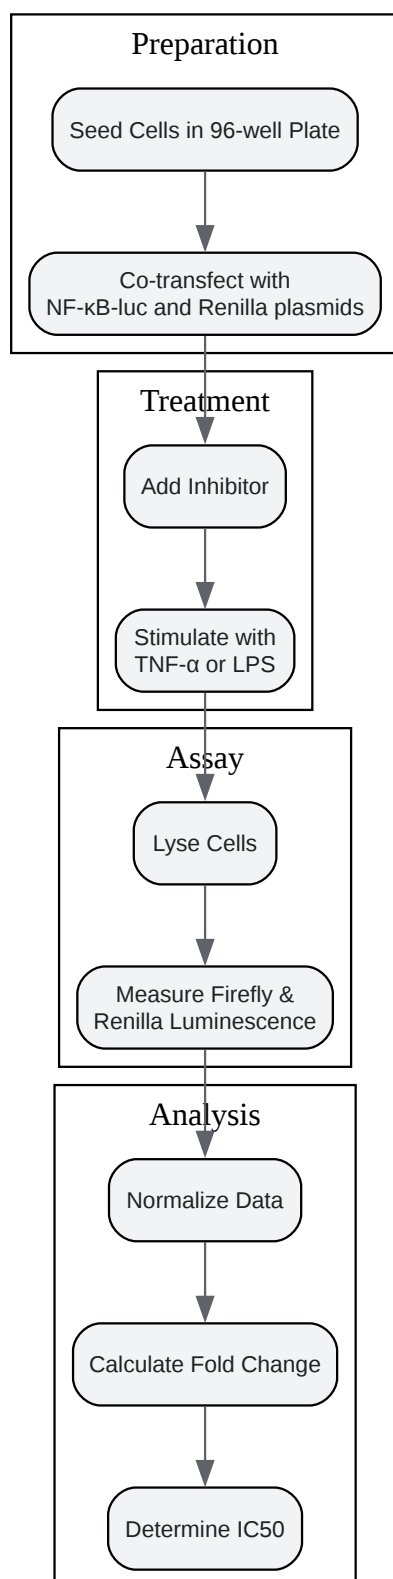 Preparation
Seed Cells in 96-well Plate
Co-transfect with
NF-κB-luc and Renilla plasmids
Treatment
Add Inhibitor
Stimulate with
TNF-α or LPS
Assay
Lyse Cells
Measure Firefly &
Renilla Luminescence
Analysis
Normalize Data
Calculate Fold Change
Determine IC50